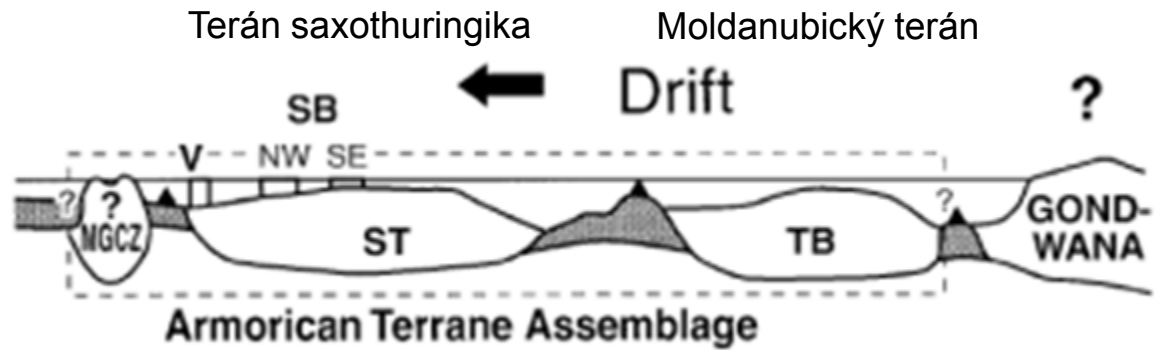 Terán saxothuringika Moldanubický terán
Drift ?
SB
V NW SE
? ? ?
MGCZ ST TB GOND-
WANA
Armorican Terrane Assemblage